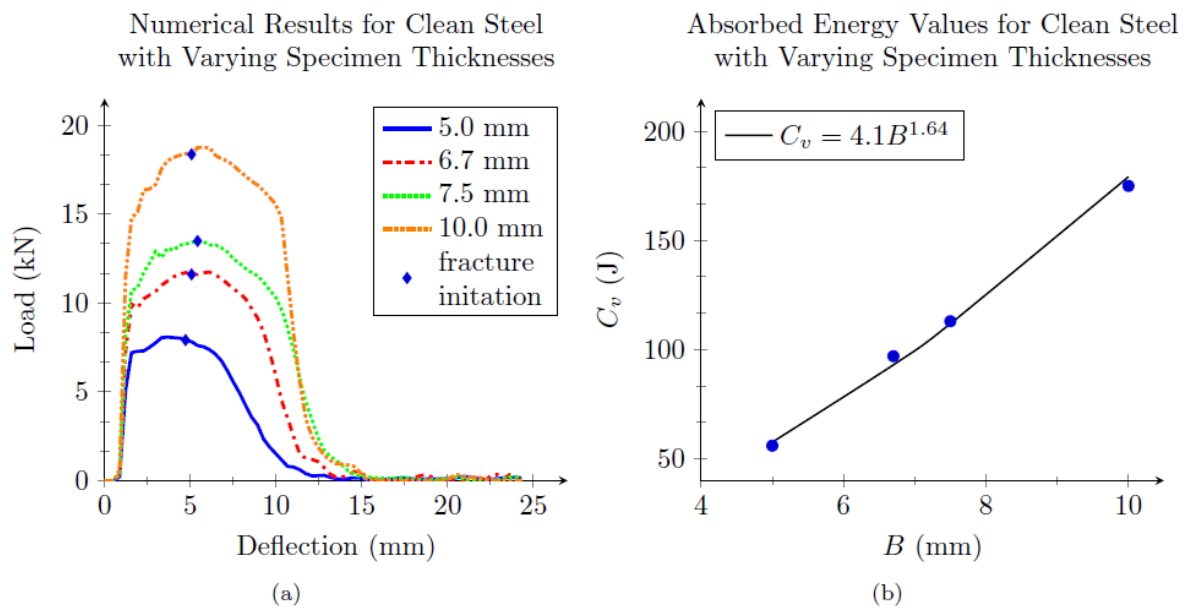 Numerical Results for Clean Steel
with Varying Specimen Thicknesses
20
15
10
5
0
Load (kN)
5.0 mm
6.7 mm
7.5 mm
10.0 mm
fracture
initation
0 5 10 15 20 25
Deflection (mm)
(a)
Absorbed Energy Values for Clean Steel
with Varying Specimen Thicknesses
200
150
100
50
C_v (J)
C_v = 4.1B^{1.64}
4 6 8 10
B (mm)
(b)